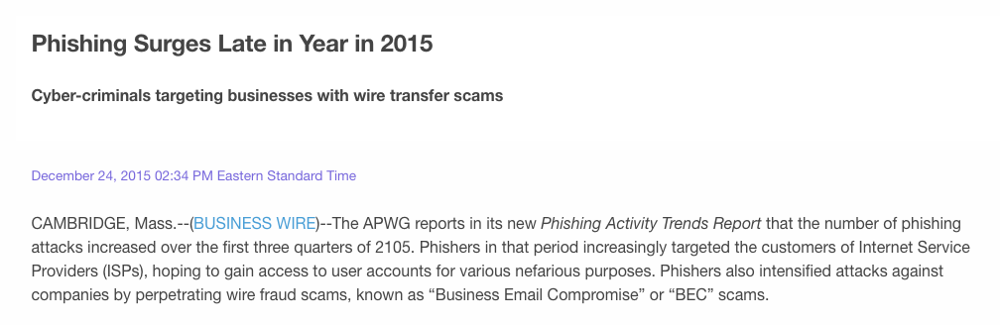 Phishing Surges Late in Year in 2015
Cyber-criminals targeting businesses with wire transfer scams
December 24, 2015 02:34 PM Eastern Standard Time
CAMBRIDGE, Mass.--(BUSINESS WIRE)--The APWG reports in its new Phishing Activity Trends Report that the number of phishing
attacks increased over the first three quarters of 2105. Phishers in that period increasingly targeted the customers of Internet Service
Providers (ISPs), hoping to gain access to user accounts for various nefarious purposes. Phishers also intensified attacks against
companies by perpetrating wire fraud scams, known as “Business Email Compromise” or “BEC” scams.